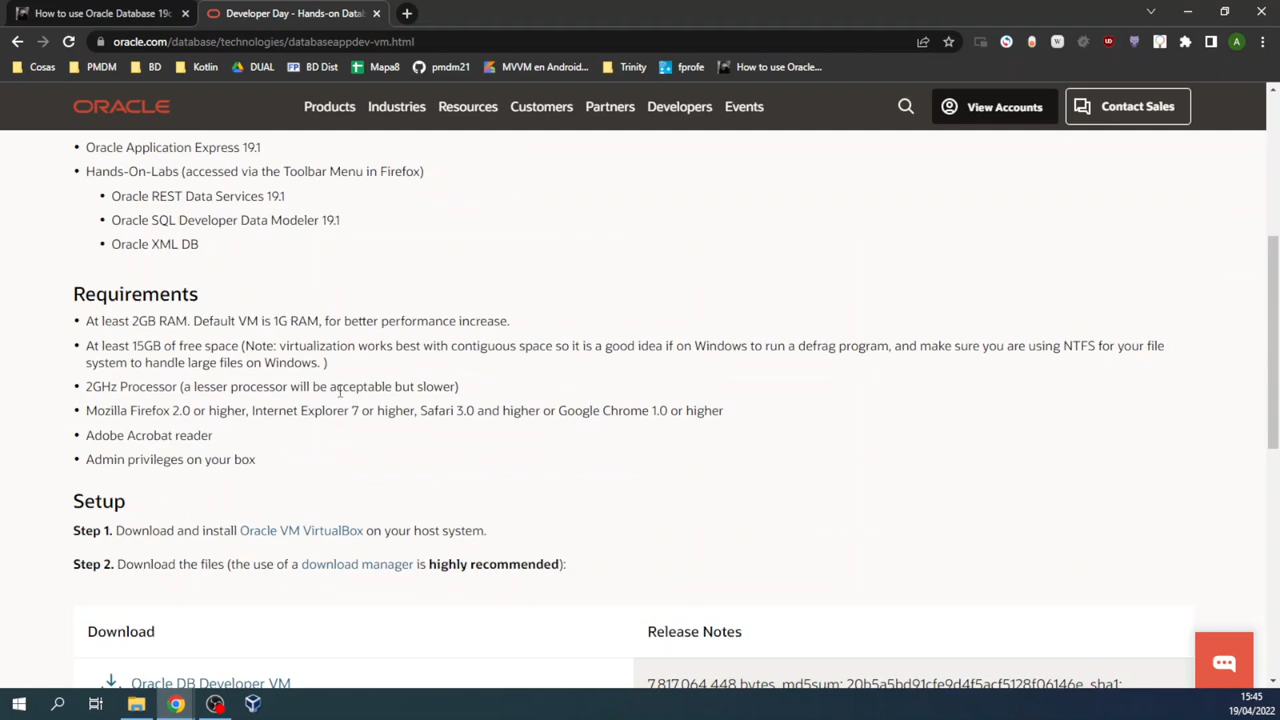 How to use Oracle Database 19c
Developer Day - Hands-on Datab
oracle.com/database/technologies/databaseappdev-vm.html
A
Cosas
PMDM
BD
Kotlin
DUAL
FP
BD Dist
Mapa8
pmdm21
MVVM en Android...
Trinity
fprofe
How to use Oracle...
ORACLE
Products
Industries
Resources
Customers
Partners
Developers
Events
View Accounts
Contact Sales
• Oracle Application Express 19.1
• Hands-On-Labs (accessed via the Toolbar Menu in Firefox)
• Oracle REST Data Services 19.1
• Oracle SQL Developer Data Modeler 19.1
• Oracle XML DB
Requirements
• At least 2GB RAM. Default VM is 1G RAM, for better performance increase.
• At least 15GB of free space (Note: virtualization works best with contiguous space so it is a good idea if on Windows to run a defrag program, and make sure you are using NTFS for your file
system to handle large files on Windows. )
• 2GHz Processor (a lesser processor will be acceptable but slower)
• Mozilla Firefox 2.0 or higher, Internet Explorer 7 or higher, Safari 3.0 and higher or Google Chrome 1.0 or higher
• Adobe Acrobat reader
• Admin privileges on your box
Setup
Step 1. Download and install Oracle VM VirtualBox on your host system.
Step 2. Download the files (the use of a download manager is highly recommended):
Download
Release Notes
Oracle DB Developer VM
7,817,064,448 bytes, md5sum: 20b5a5bd91cfe9d4f5acf5128f06146e, sha1:
15:45
19/04/2022